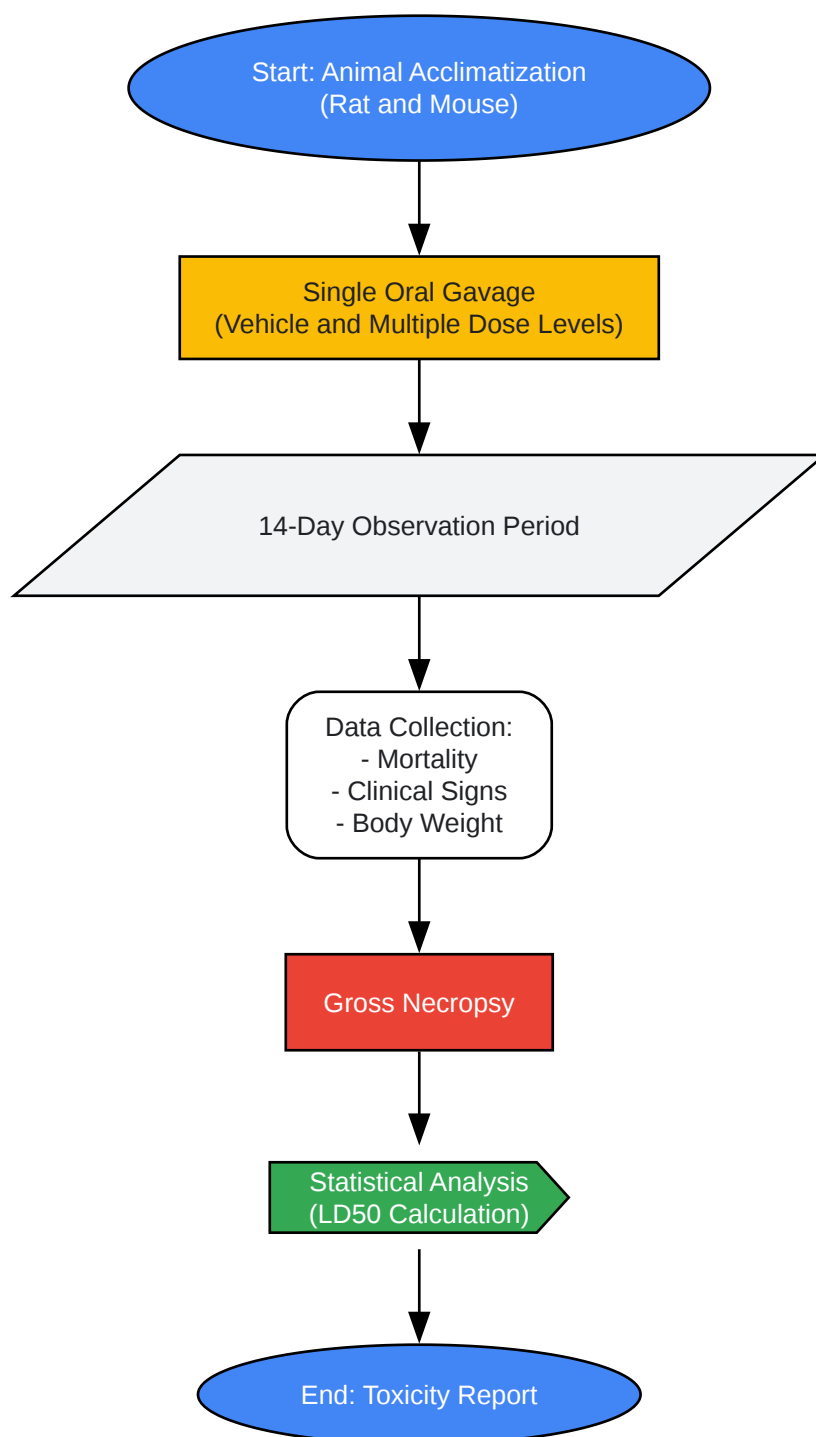 Start: Animal Acclimatization
(Rat and Mouse)
Single Oral Gavage
(Vehicle and Multiple Dose Levels)
14-Day Observation Period
Data Collection:
- Mortality
- Clinical Signs
- Body Weight
Gross Necropsy
Statistical Analysis
(LD50 Calculation)
End: Toxicity Report